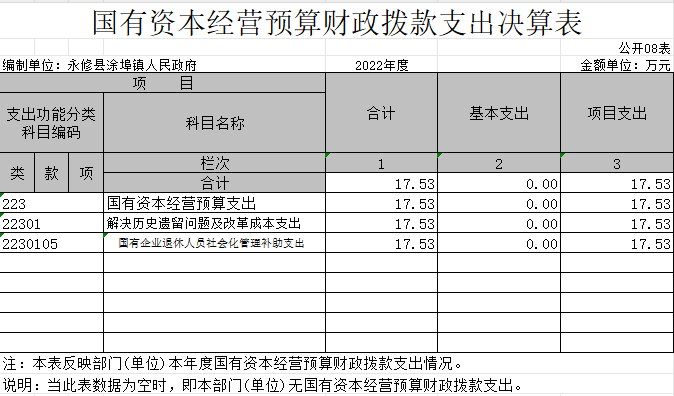 国有资本经营预算财政拨款支出决算表
公开08表
编制单位：永修县涂埠镇人民政府 2022年度 金额单位：万元
项 目 合计 基本支出 项目支出
支出功能分类科目编码 科目名称
类 款 项 栏次 1 2 3
合计 17.53 0.00 17.53
223 国有资本经营预算支出 17.53 0.00 17.53
22301 解决历史遗留问题及改革成本支出 17.53 0.00 17.53
2230105 国有企业退休人员社会化管理补助支出 17.53 0.00 17.53
注：本表反映部门(单位)本年度国有资本经营预算财政拨款支出情况。
说明：当此表数据为空时，即本部门(单位)无国有资本经营预算财政拨款支出。